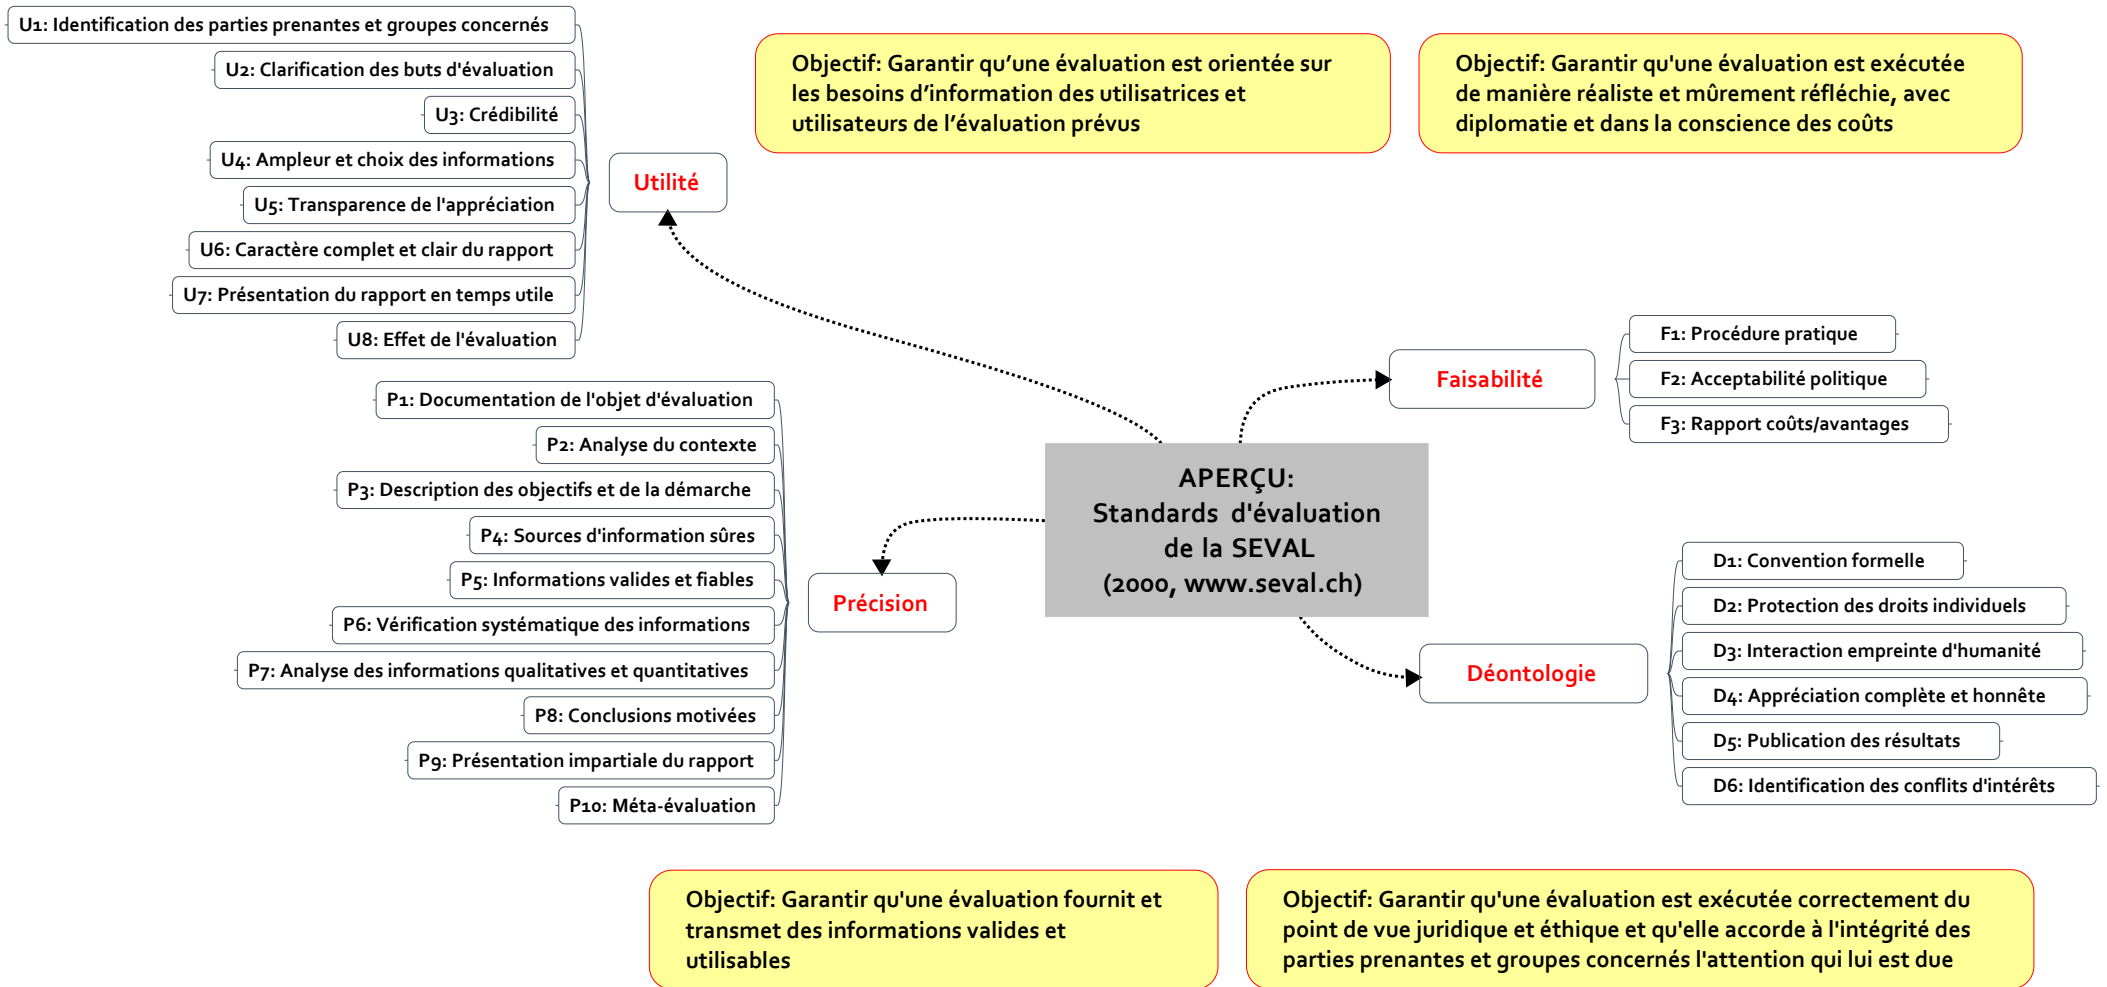 U1: Identification des parties prenantes et groupes concernés
U2: Clarification des buts d'évaluation
U3: Crédibilité
U4: Ampleur et choix des informations
U5: Transparence de l'appréciation
U6: Caractère complet et clair du rapport
U7: Présentation du rapport en temps utile
U8: Effet de l'évaluation
Utilité
Objectif: Garantir qu’une évaluation est orientée sur
les besoins d’information des utilisatrices et
utilisateurs de l’évaluation prévus
Objectif: Garantir qu'une évaluation est exécutée
de manière réaliste et mûrement réfléchie, avec
diplomatie et dans la conscience des coûts
Faisabilité
F1: Procédure pratique
F2: Acceptabilité politique
F3: Rapport coûts/avantages
APERÇU:
Standards d'évaluation
de la SEVAL
(2000, www.seval.ch)
P1: Documentation de l'objet d'évaluation
P2: Analyse du contexte
P3: Description des objectifs et de la démarche
P4: Sources d'information sûres
P5: Informations valides et fiables
P6: Vérification systématique des informations
P7: Analyse des informations qualitatives et quantitatives
P8: Conclusions motivées
P9: Présentation impartiale du rapport
P10: Méta-évaluation
Précision
Déontologie
D1: Convention formelle
D2: Protection des droits individuels
D3: Interaction empreinte d'humanité
D4: Appréciation complète et honnête
D5: Publication des résultats
D6: Identification des conflits d'intérêts
Objectif: Garantir qu'une évaluation fournit et
transmet des informations valides et
utilisables
Objectif: Garantir qu'une évaluation est exécutée correctement du
point de vue juridique et éthique et qu'elle accorde à l'intégrité des
parties prenantes et groupes concernés l'attention qui lui est due